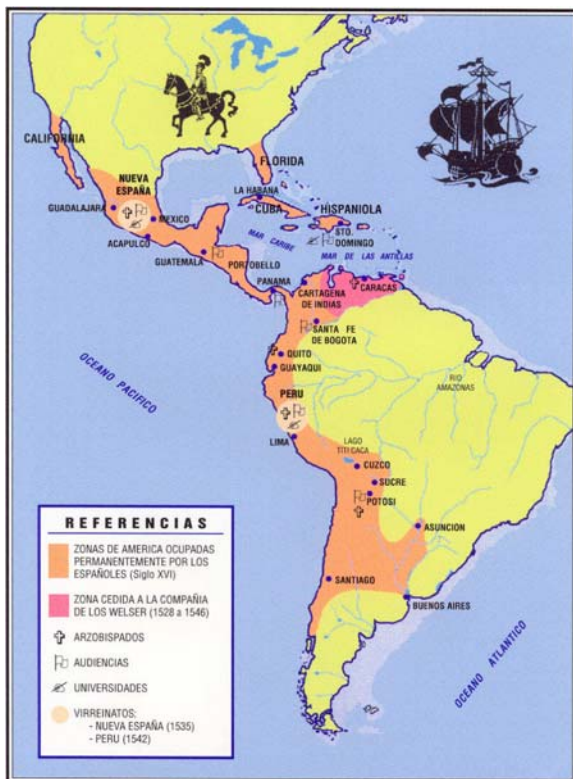 CALIFORNIA
FLORIDA
NUEVA
ESPAÑA
LA HABANA
CUBA
HISPANIOLA
GUADALAJARA
MEXICO
STO.
DOMINGO
ACAPULCO
MAR CARIBE
MAR DE LAS ANTILLAS
GUATEMALA
PORTOBELLO
PANAMA
CARTAGENA
DE INDIAS
CARACAS
SANTA FE
DE BOGOTA
QUITO
GUAYAQUI
OCEANO PACIFICO
RIO
AMAZONAS
PERU
LIMA
LAGO
TITI CACA
CUZCO
SUCRE
POTOSI
ASUNCION
SANTIAGO
BUENOS AIRES
OCEANO ATLANTICO
REFERENCIAS
ZONAS DE AMERICA OCUPADAS
PERMANENTEMENTE POR LOS
ESPAÑOLES (Siglo XVI)
ZONA CEDIDA A LA COMPAÑIA
DE LOS WELSER (1528 a 1546)
ARZOBISPADOS
AUDIENCIAS
UNIVERSIDADES
VIRREINATOS:
- NUEVA ESPAÑA (1535)
- PERU (1542)